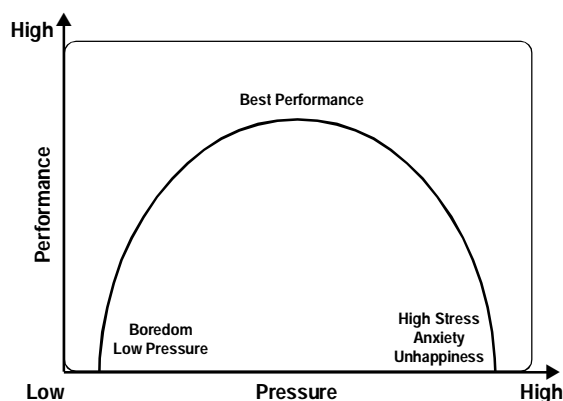 High
Best Performance
Performance
Boredom
Low Pressure
High Stress
Anxiety
Unhappiness
Low
Pressure
High